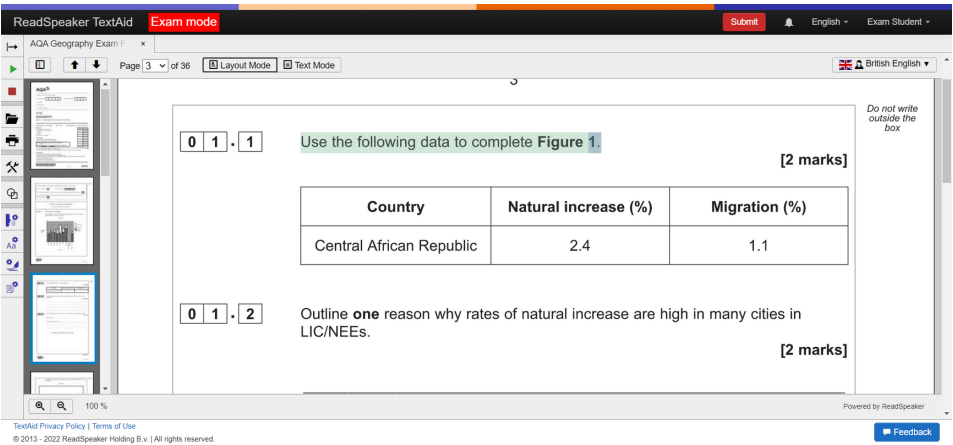 ReadSpeaker TextAid Exam mode Submit English Exam Student
AQA Geography Exam F ×
Page 3 of 36 Layout Mode Text Mode British English
3
Do not write
outside the
box
0 1 . 1 Use the following data to complete Figure 1.
[2 marks]
Country Natural increase (%) Migration (%)
Central African Republic 2.4 1.1
0 1 . 2 Outline one reason why rates of natural increase are high in many cities in
LIC/NEEs.
[2 marks]
100 % Powered by ReadSpeaker
TextAid Privacy Policy | Terms of Use
© 2013 - 2022 ReadSpeaker Holding B.v. | All rights reserved.
Feedback